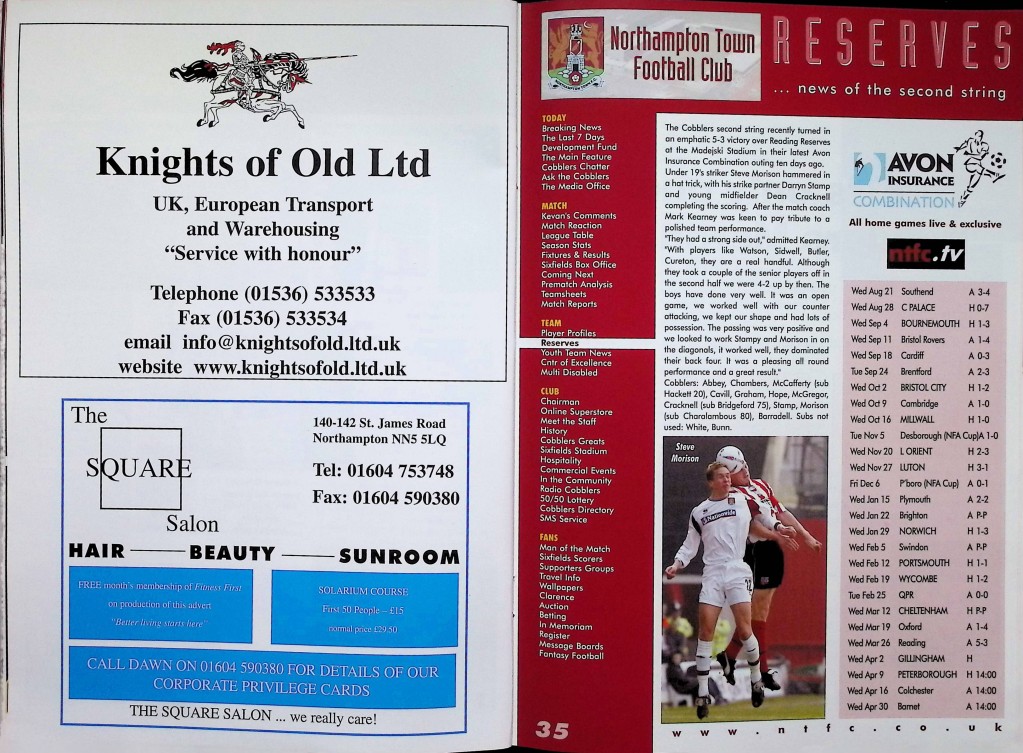 Knights of Old Ltd
UK, European Transport
and Warehousing
“Service with honour”
Telephone (01536) 533533
Fax (01536) 533534
email info@knightsofold.ltd.uk
website www.knightsofold.ltd.uk
The
SQUARE
Salon
140-142 St. James Road
Northampton NN5 5LQ
Tel: 01604 753748
Fax: 01604 590380
HAIR BEAUTY SUNROOM
FREE month's membership of Fitness First
on production of this advert
"Better living starts here"
SOLARIUM COURSE
First 50 People – £15
normal price £29.50
CALL DAWN ON 01604 590380 FOR DETAILS OF OUR
CORPORATE PRIVILEGE CARDS
THE SQUARE SALON ... we really care!
Northampton Town
Football Club
RESERVES
... news of the second string
TODAY
Breaking News
The Last 7 Days
Development Fund
The Main Feature
Cobblers Chatter
Ask the Cobblers
The Media Office
MATCH
Kevan's Comments
Match Reaction
League Table
Season Stats
Fixtures & Results
Sixfields Box Office
Coming Next
Prematch Analysis
Teamsheets
Match Reports
TEAM
Player Profiles
Reserves
Youth Team News
Cntr of Excellence
Multi Disabled
CLUB
Chairman
Online Superstore
Meet the Staff
History
Cobblers Greats
Sixfields Stadium
Hospitality
Commercial Events
In the Community
Radio Cobblers
50/50 Lottery
Cobblers Directory
SMS Service
FANS
Man of the Match
Sixfields Scorers
Supporters Groups
Travel Info
Wallpapers
Clarence
Auction
Betting
In Memoriam
Register
Message Boards
Fantasy Football
35
The Cobblers second string recently turned in
an emphatic 5-3 victory over Reading Reserves
at the Madejski Stadium in their latest Avon
Insurance Combination outing ten days ago.
Under 19's striker Steve Morison hammered in
a hat trick, with his strike partner Darryn Stamp
and young midfielder Dean Cracknell
completing the scoring. After the match coach
Mark Kearney was keen to pay tribute to a
polished team performance.
"They had a strong side out," admitted Kearney.
"With players like Watson, Sidwell, Butler,
Cureton, they are a real handful. Although
they took a couple of the senior players off in
the second half we were 4-2 up by then. The
boys have done very well. It was an open
game, we worked well with our counter
attacking, we kept our shape and had lots of
possession. The passing was very positive and
we looked to work Stampy and Morison in on
the diagonals, it worked well, they dominated
their back four. It was a pleasing all round
performance and a great result."
Cobblers: Abbey, Chambers, McCafferty (sub
Hackett 20), Cavill, Graham, Hope, McGregor,
Cracknell (sub Bridgeford 75), Stamp, Morison
(sub Charalambous 80), Barradell. Subs not
used: White, Bunn.
Steve
Morison
Nationwide
12
AVON
INSURANCE
COMBINATION
All home games live & exclusive
ntfc.tv
Wed Aug 21 Southend A 3-4
Wed Aug 28 C PALACE H 0-7
Wed Sep 4 BOURNEMOUTH H 1-3
Wed Sep 11 Bristol Rovers A 1-4
Wed Sep 18 Cardiff A 0-3
Tue Sep 24 Brentford A 2-3
Wed Oct 2 BRISTOL CITY H 1-2
Wed Oct 9 Cambridge A 1-0
Wed Oct 16 MILLWALL H 1-0
Tue Nov 5 Desborough (NFA Cup)A 1-0
Wed Nov 20 L ORIENT H 2-3
Wed Nov 27 LUTON H 3-1
Fri Dec 6 P'boro (NFA Cup) A 0-1
Wed Jan 15 Plymouth A 2-2
Wed Jan 22 Brighton A P-P
Wed Jan 29 NORWICH H 1-3
Wed Feb 5 Swindon A P-P
Wed Feb 12 PORTSMOUTH H 1-1
Wed Feb 19 WYCOMBE H 1-2
Tue Feb 25 QPR A 0-0
Wed Mar 12 CHELTENHAM H P-P
Wed Mar 19 Oxford A 1-4
Wed Mar 26 Reading A 5-3
Wed Apr 2 GILLINGHAM H
Wed Apr 9 PETERBOROUGH H 14:00
Wed Apr 16 Colchester A 14:00
Wed Apr 30 Barnet A 14:00
www.ntfc.co.uk